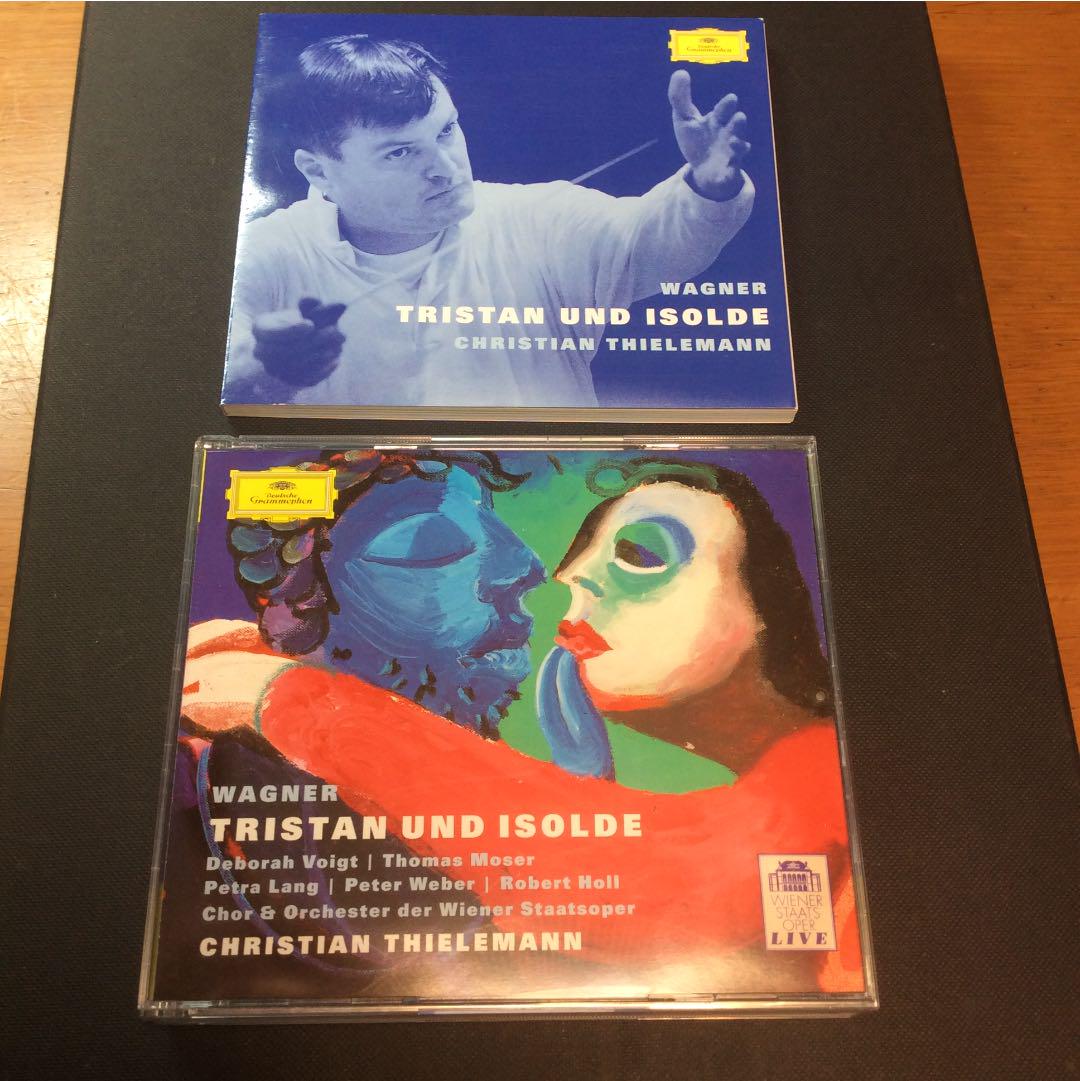 Deutsche
Grammophon
WAGNER
TRISTAN UND ISOLDE
CHRISTIAN THIELEMANN
Deutsche
Grammophon
WAGNER
TRISTAN UND ISOLDE
Deborah Voigt | Thomas Moser
Petra Lang | Peter Weber | Robert Holl
Chor & Orchester der Wiener Staatsoper
CHRISTIAN THIELEMANN
WIENER
STAATS
OPER
LIVE